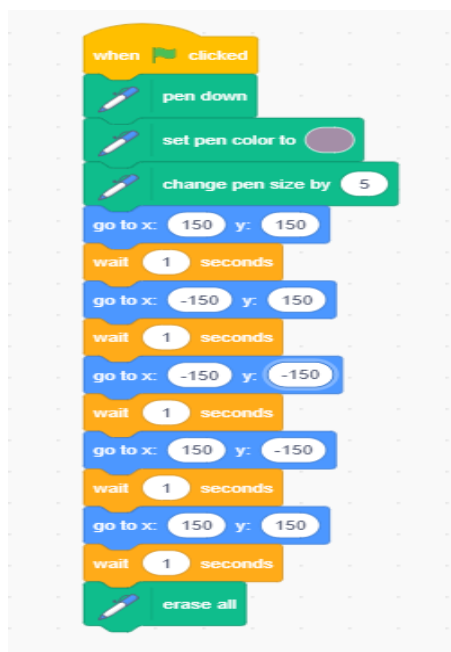 when clicked
pen down
set pen color to
change pen size by 5
go to x: 150 y: 150
wait 1 seconds
go to x: -150 y: 150
wait 1 seconds
go to x: -150 y: -150
wait 1 seconds
go to x: 150 y: -150
wait 1 seconds
go to x: 150 y: 150
wait 1 seconds
erase all